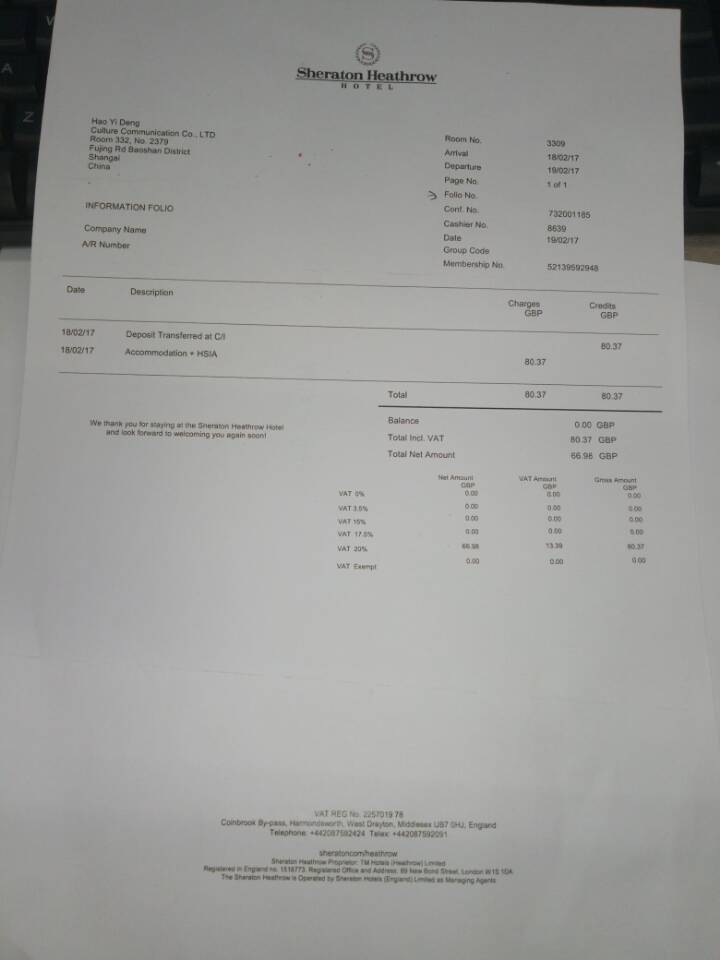 Sheraton Heathrow
HOTEL
Hao Yi Deng
Culture Communication Co., LTD
Room 332, No. 2379
Fujing Rd Baoshan District
Shangai
China
INFORMATION FOLIO
Company Name
A/R Number
Room No. 3309
Arrival 18/02/17
Departure 19/02/17
Page No. 1 of 1
Folio No.
Conf. No. 732001185
Cashier No. 8639
Date 19/02/17
Group Code
Membership No. 52139592948
Date Description Charges Credits
GBP GBP
18/02/17 Deposit Transferred at C/I 80.37
18/02/17 Accommodation + HSIA 80.37
Total 80.37 80.37
We thank you for staying at the Sheraton Heathrow Hotel
and look forward to welcoming you again soon!
Balance 0.00 GBP
Total Incl. VAT 80.37 GBP
Total Net Amount 66.98 GBP
Net Amount VAT Amount Gross Amount
GBP GBP GBP
VAT 0% 0.00 0.00 0.00
VAT 3.5% 0.00 0.00 0.00
VAT 15% 0.00 0.00 0.00
VAT 17.5% 0.00 0.00 0.00
VAT 20% 66.98 13.39 80.37
VAT Exempt 0.00 0.00 0.00
VAT REG No. 2257019 78
Colnbrook By-pass, Harmondsworth, West Drayton, Middlesex UB7 0HJ, England
Telephone: +442087592424 Telex: +442087592091
sheraton.com/heathrow
Sheraton Heathrow Proprietor: TM Hotels (Heathrow) Limited
Registered in England no. 1518773. Registered Office and Address: 89 New Bond Street, London W1S 1DA
The Sheraton Heathrow is Operated by Sheraton Hotels (England) Limited as Managing Agents